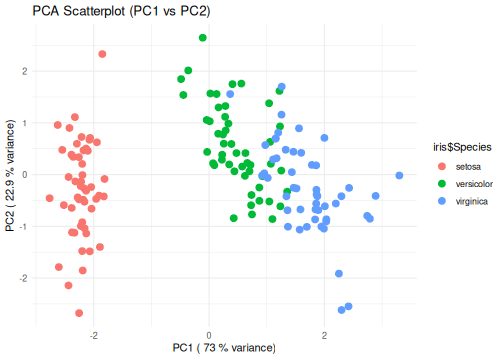 PCA Scatterplot (PC1 vs PC2)
2
1
0
-1
-2
PC2 ( 22.9 % variance)
-2
0
2
PC1 ( 73 % variance)
iris$Species
setosa
versicolor
virginica